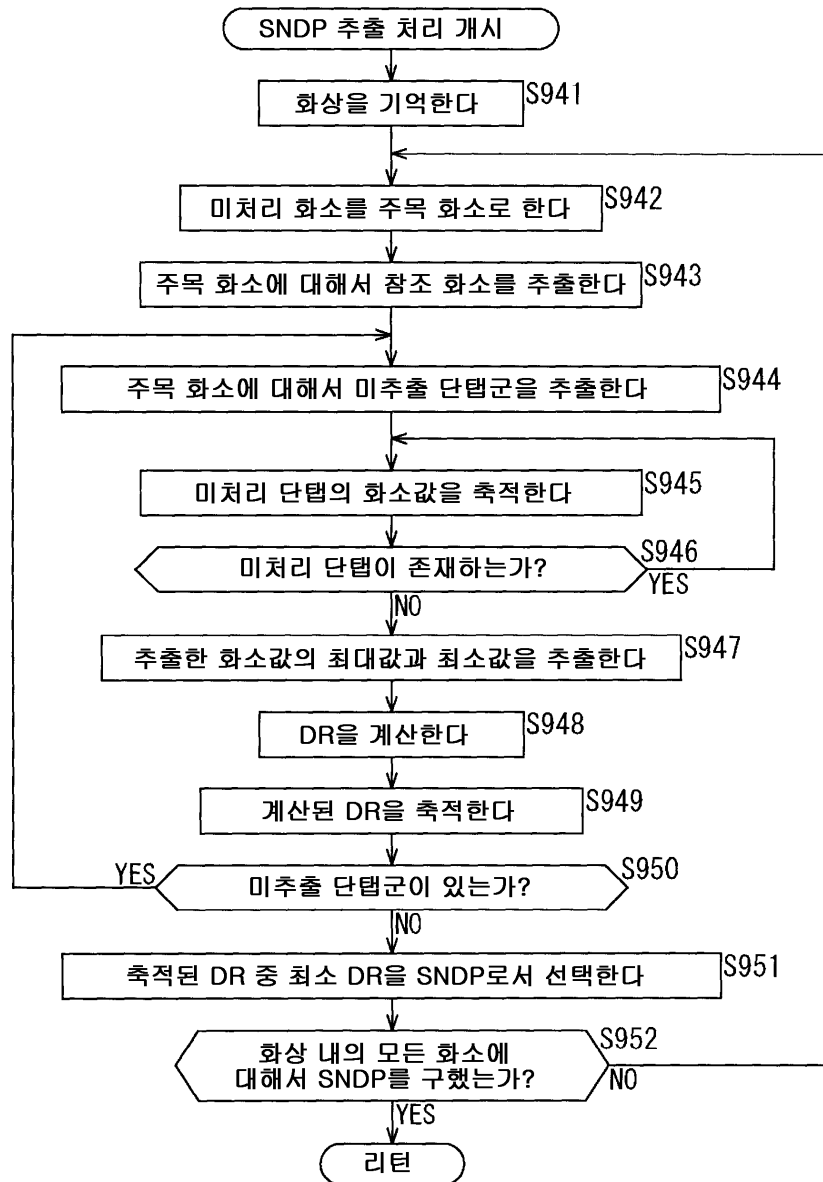 SNDP 추출 처리 개시
화상을 기억한다
S941
미처리 화소를 주목 화소로 한다
S942
주목 화소에 대해서 참조 화소를 추출한다
S943
주목 화소에 대해서 미추출 단탭군을 추출한다
S944
미처리 단탭의 화소값을 축적한다
S945
미처리 단탭이 존재하는가?
S946
YES
NO
추출한 화소값의 최대값과 최소값을 추출한다
S947
DR을 계산한다
S948
계산된 DR을 축적한다
S949
YES
미추출 단탭군이 있는가?
S950
NO
축적된 DR 중 최소 DR을 SNDP로서 선택한다
S951
화상 내의 모든 화소에
대해서 SNDP를 구했는가?
S952
NO
YES
리턴